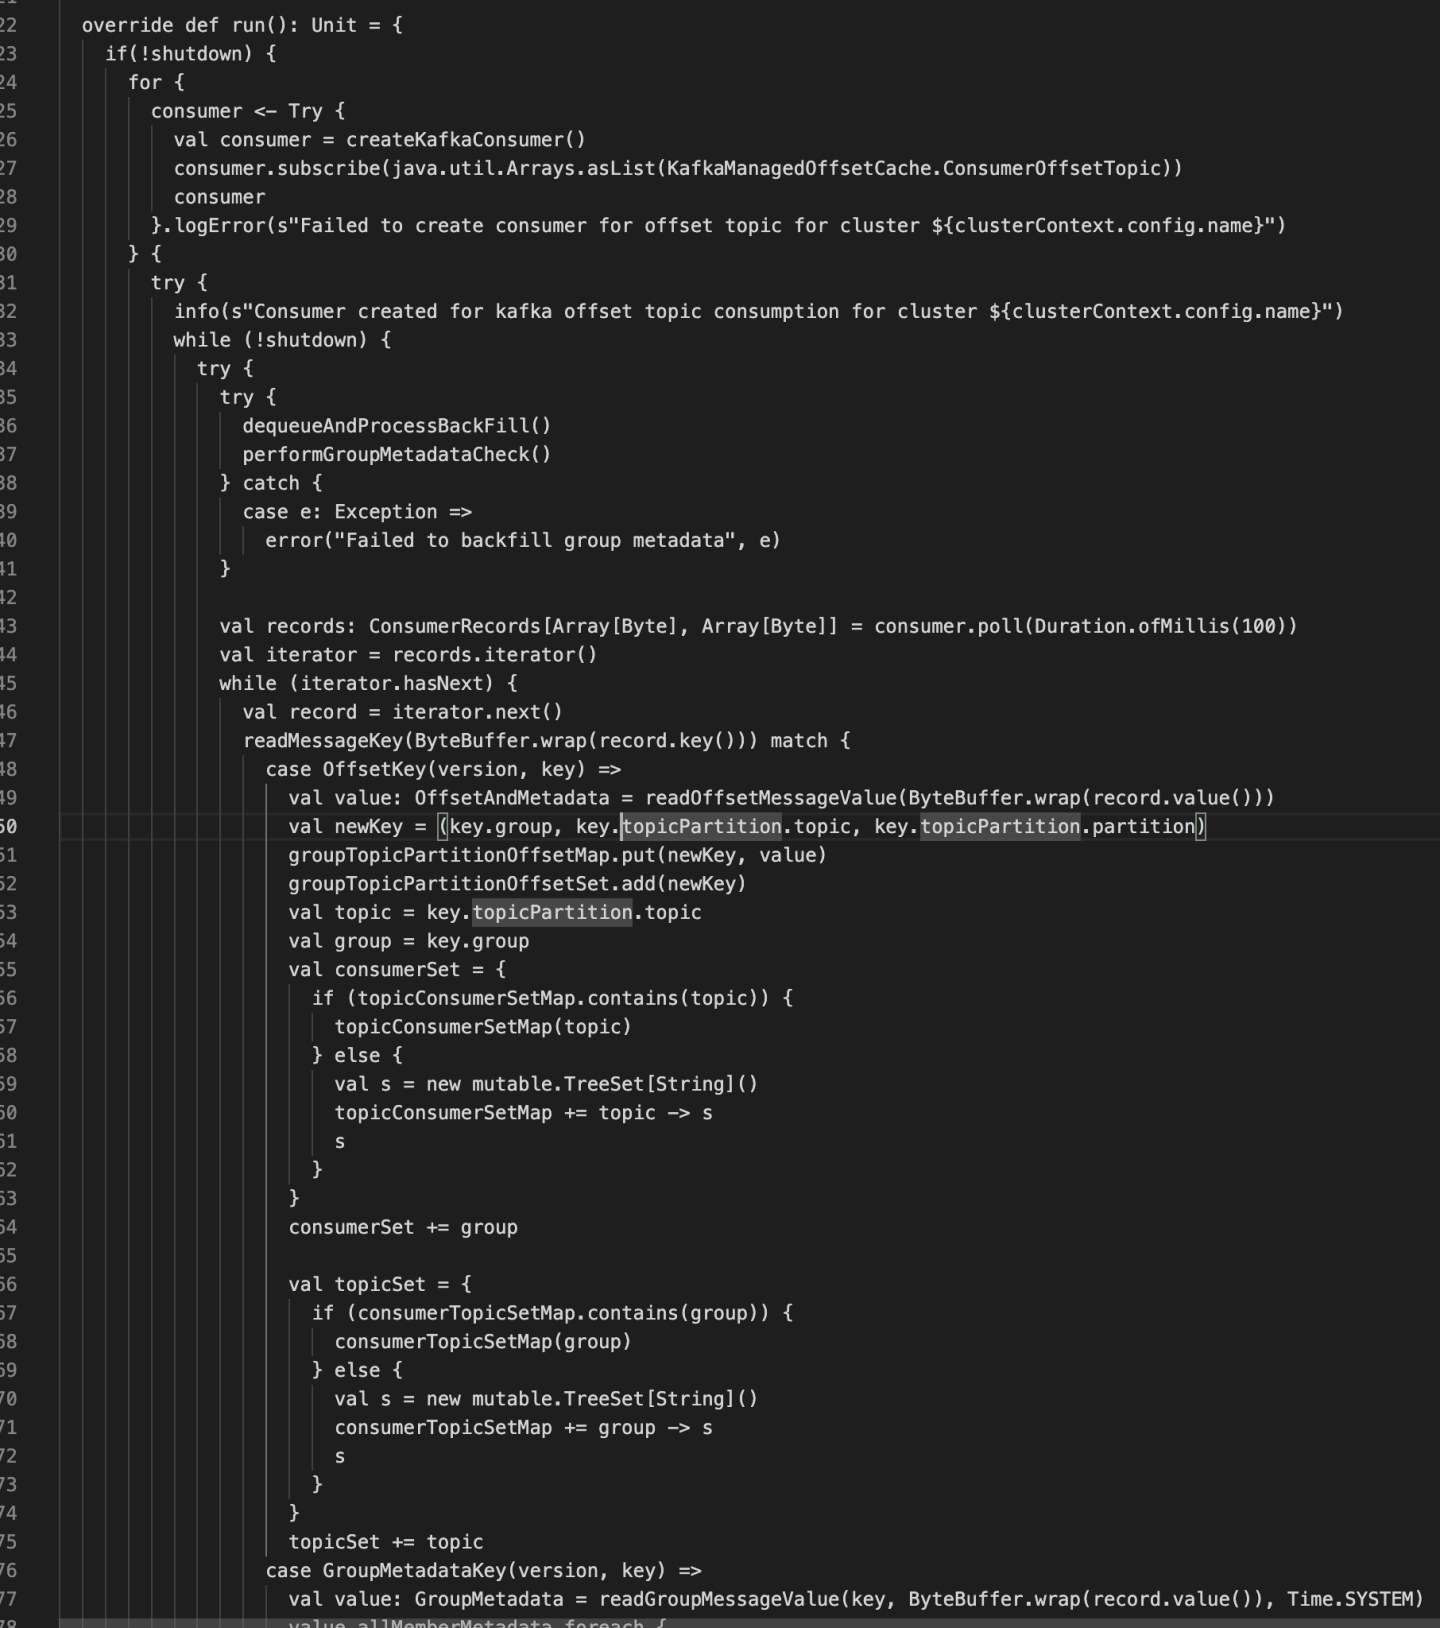 22 override def run(): Unit = {
23 if(!shutdown) {
24 for {
25 consumer <- Try {
26 val consumer = createKafkaConsumer()
27 consumer.subscribe(java.util.Arrays.asList(KafkaManagedOffsetCache.ConsumerOffsetTopic))
28 consumer
29 }.logError(s"Failed to create consumer for offset topic for cluster ${clusterContext.config.name}")
30 } {
31 try {
32 info(s"Consumer created for kafka offset topic consumption for cluster ${clusterContext.config.name}")
33 while (!shutdown) {
34 try {
35 try {
36 dequeueAndProcessBackFill()
37 performGroupMetadataCheck()
38 } catch {
39 case e: Exception =>
40 error("Failed to backfill group metadata", e)
41 }
42
43 val records: ConsumerRecords[Array[Byte], Array[Byte]] = consumer.poll(Duration.ofMillis(100))
44 val iterator = records.iterator()
45 while (iterator.hasNext) {
46 val record = iterator.next()
47 readMessageKey(ByteBuffer.wrap(record.key())) match {
48 case OffsetKey(version, key) =>
49 val value: OffsetAndMetadata = readOffsetMessageValue(ByteBuffer.wrap(record.value()))
50 val newKey = (key.group, key.topicPartition.topic, key.topicPartition.partition)
51 groupTopicPartitionOffsetMap.put(newKey, value)
52 groupTopicPartitionOffsetSet.add(newKey)
53 val topic = key.topicPartition.topic
54 val group = key.group
55 val consumerSet = {
56 if (topicConsumerSetMap.contains(topic)) {
57 topicConsumerSetMap(topic)
58 } else {
59 val s = new mutable.TreeSet[String]()
60 topicConsumerSetMap += topic -> s
61 s
62 }
63 }
64 consumerSet += group
65
66 val topicSet = {
67 if (consumerTopicSetMap.contains(group)) {
68 consumerTopicSetMap(group)
69 } else {
70 val s = new mutable.TreeSet[String]()
71 consumerTopicSetMap += group -> s
72 s
73 }
74 }
75 topicSet += topic
76 case GroupMetadataKey(version, key) =>
77 val value: GroupMetadata = readGroupMessageValue(key, ByteBuffer.wrap(record.value()), Time.SYSTEM)
78 value.allMemberMetadata.foreach {